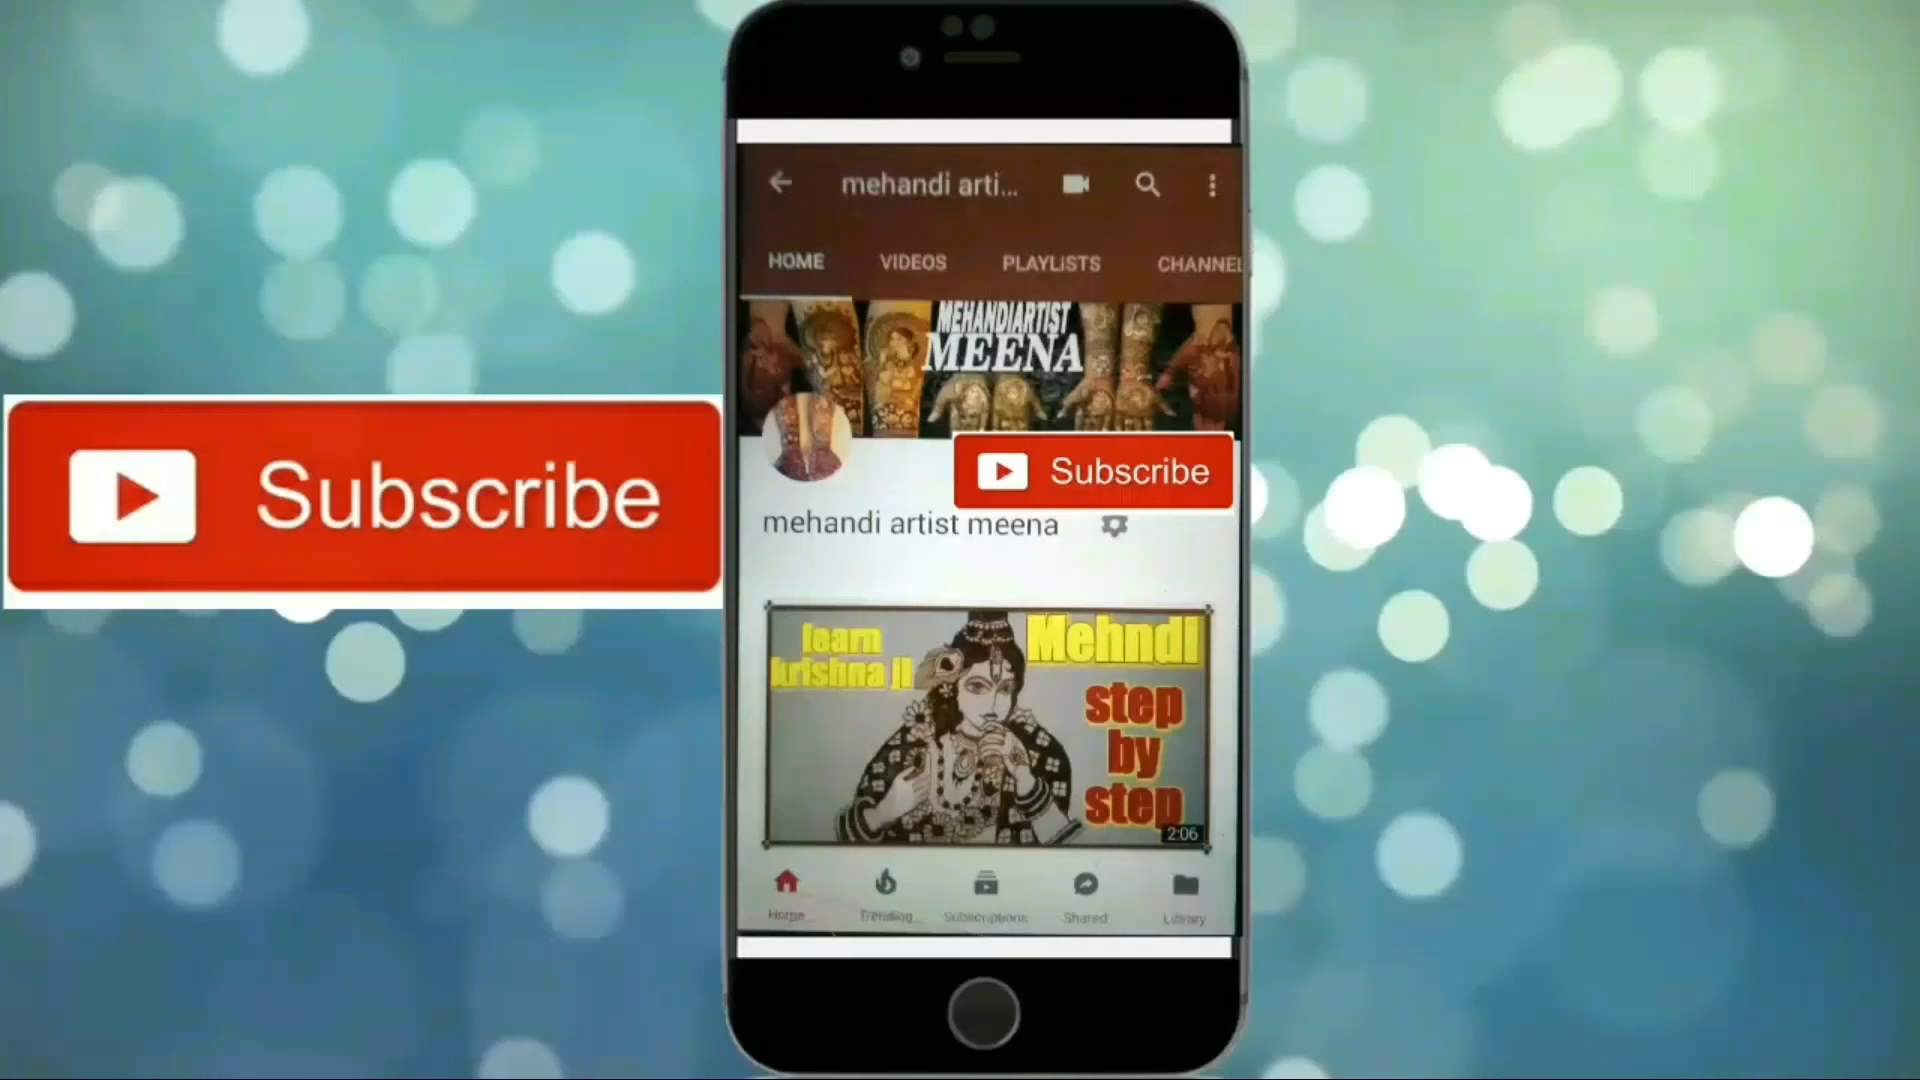 mehandi arti...
HOME VIDEOS PLAYLISTS CHANNEL
MEHANDIARTIST
MEENA
Subscribe
Subscribe
mehandi artist meena
learn
krishna ji
Mehndi
step
by
step
2:06
Home... Trending... Subscriptions Shared Library